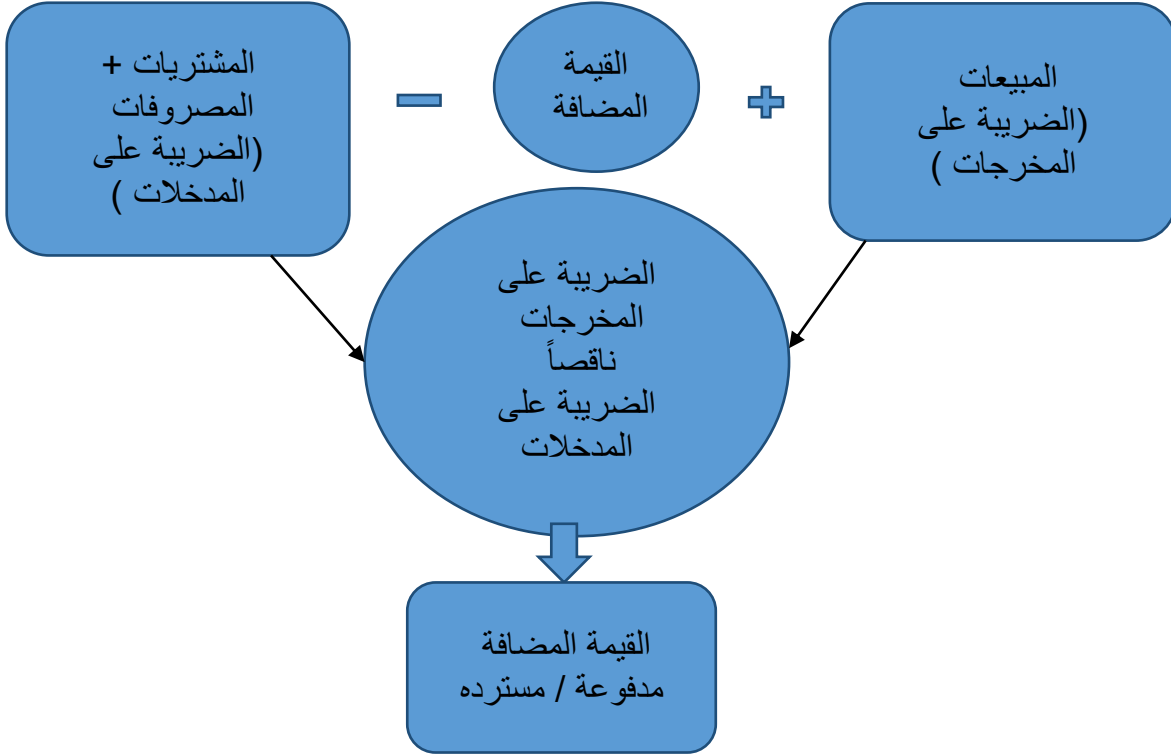 المبيعات
(الضريبة على
المخرجات )
+
القيمة
المضافة
-
المشتريات +
المصروفات
(الضريبة على
المدخلات )
الضريبة على
المخرجات
ناقصاً
الضريبة على
المدخلات
القيمة المضافة
مدفوعة / مسترده